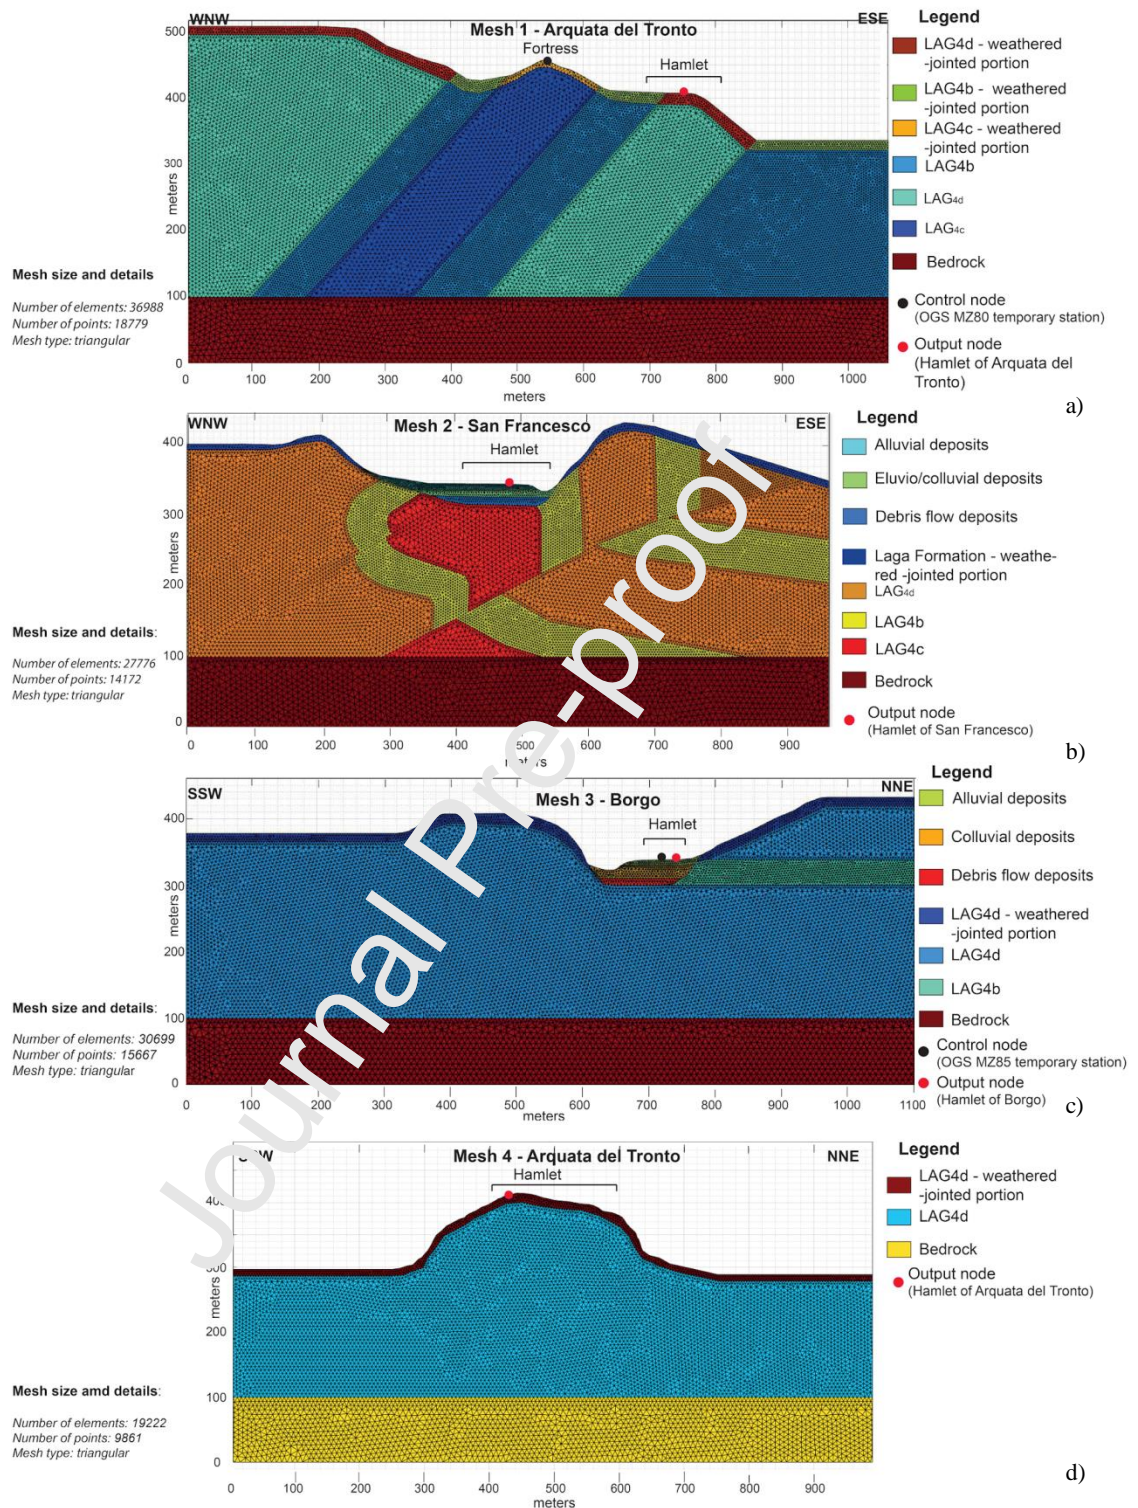 WNW
ESE
Mesh 1 - Arquata del Tronto
Fortress
Hamlet
500
400
300
200
100
0
meters
0 100 200 300 400 500 600 700 800 900 1000
meters
Mesh size and details
Number of elements: 36988
Number of points: 18779
Mesh type: triangular
Legend
LAG4d - weathered
-jointed portion
LAG4b - weathered
-jointed portion
LAG4c - weathered
-jointed portion
LAG4b
LAG4d
LAG4c
Bedrock
Control node
(OGS MZ80 temporary station)
Output node
(Hamlet of Arquata del
Tronto)
a)
WNW
ESE
Mesh 2 - San Francesco
Hamlet
400
300
200
100
0
meters
0 100 200 300 400 500 600 700 800 900
meters
Mesh size and details:
Number of elements: 27776
Number of points: 14172
Mesh type: triangular
Legend
Alluvial deposits
Eluvio/colluvial deposits
Debris flow deposits
Laga Formation - weathe-
red -jointed portion
LAG4d
LAG4b
LAG4c
Bedrock
Output node
(Hamlet of San Francesco)
b)
SSW
NNE
Mesh 3 - Borgo
Hamlet
400
300
200
100
0
meters
0 100 200 300 400 500 600 700 800 900 1000 1100
meters
Mesh size and details:
Number of elements: 30699
Number of points: 15667
Mesh type: triangular
Legend
Alluvial deposits
Colluvial deposits
Debris flow deposits
LAG4d - weathered
-jointed portion
LAG4d
LAG4b
Bedrock
Control node
(OGS MZ85 temporary station)
Output node
(Hamlet of Borgo)
c)
SSW
NNE
Mesh 4 - Arquata del Tronto
Hamlet
400
300
200
100
0
meters
0 100 200 300 400 500 600 700 800 900
meters
Mesh size amd details:
Number of elements: 19222
Number of points: 9861
Mesh type: triangular
Legend
LAG4d - weathered
-jointed portion
LAG4d
Bedrock
Output node
(Hamlet of Arquata del Tronto)
d)
Journal Pre-proof